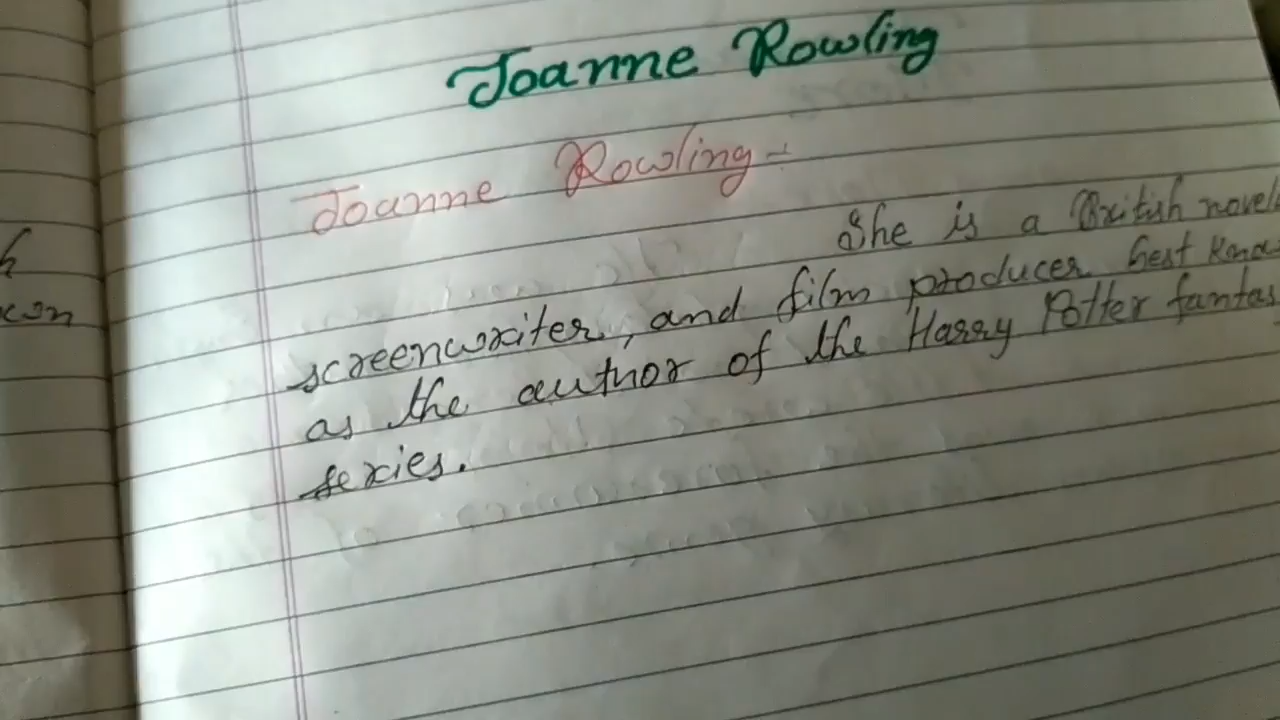 Joanne Rowling
Joanne Rowling -
She is a British novel
screenwriter, and film producer best Kno
as the author of the Harry Potter fantas
series.